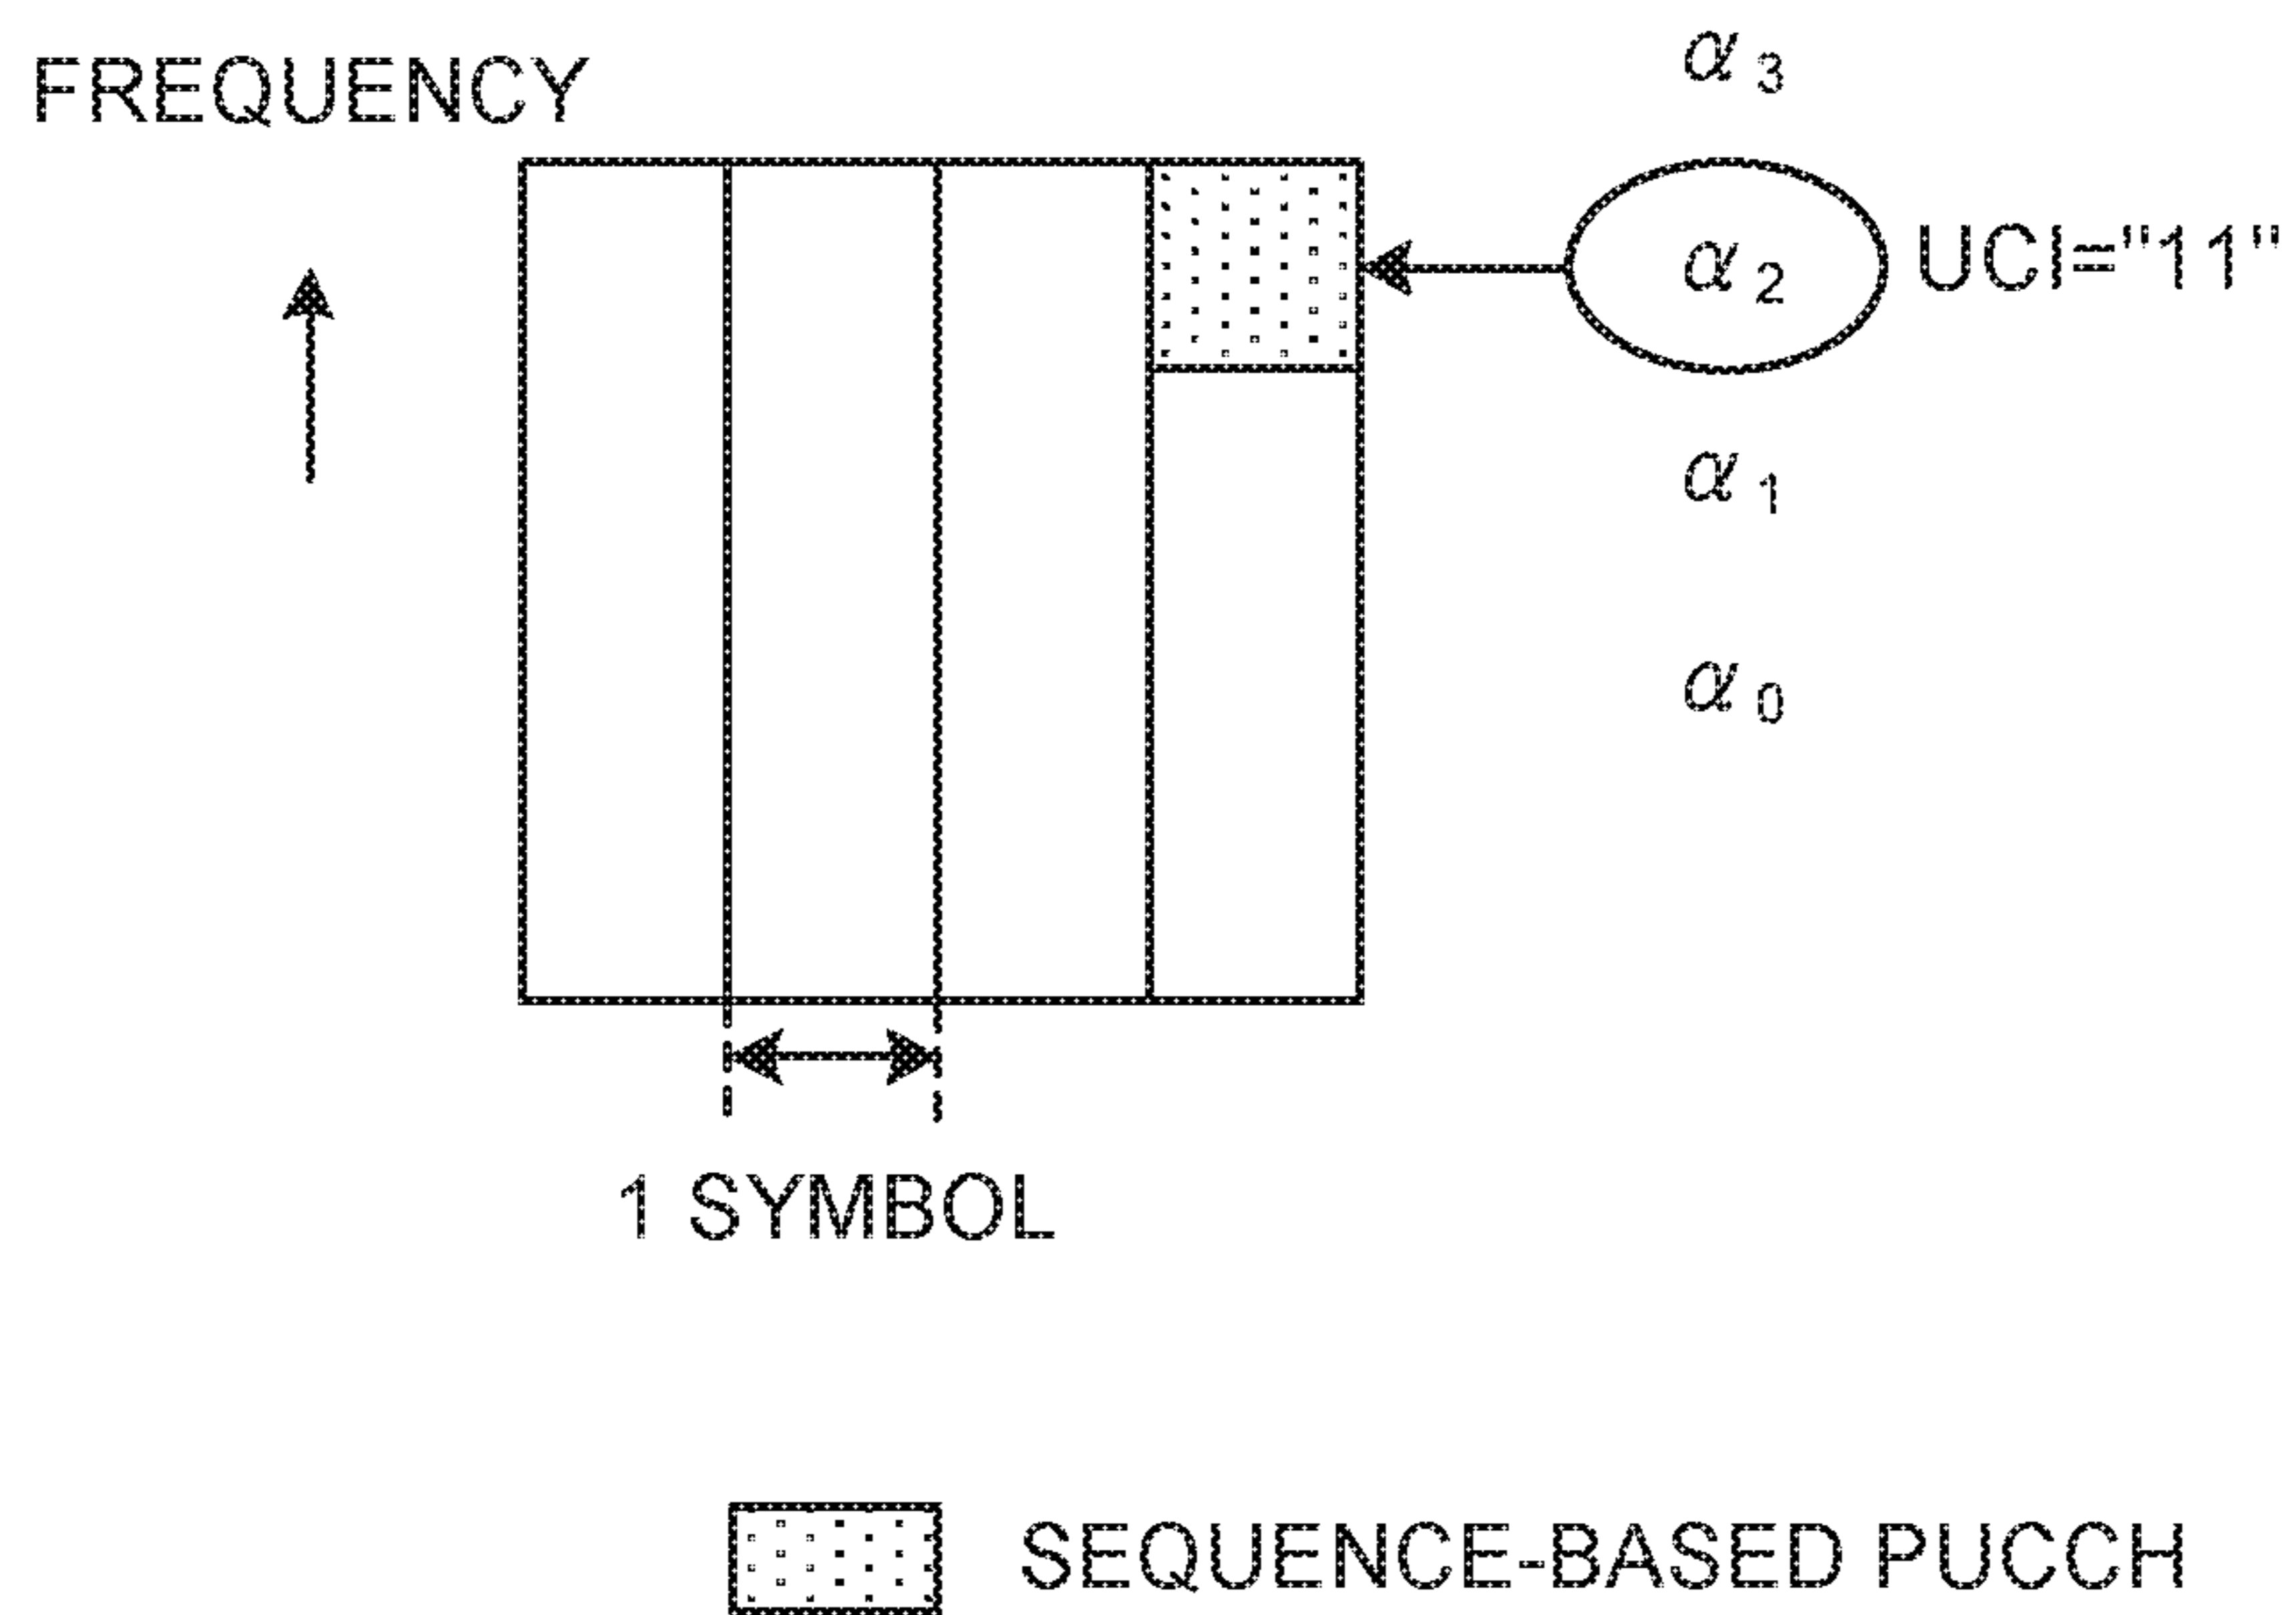 FREQUENCY
α3
α2 UCI="11"
α1
α0
1 SYMBOL
SEQUENCE-BASED PUCCH